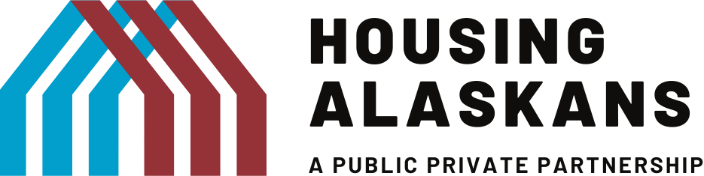 HOUSING
ALASKANS
A PUBLIC PRIVATE PARTNERSHIP